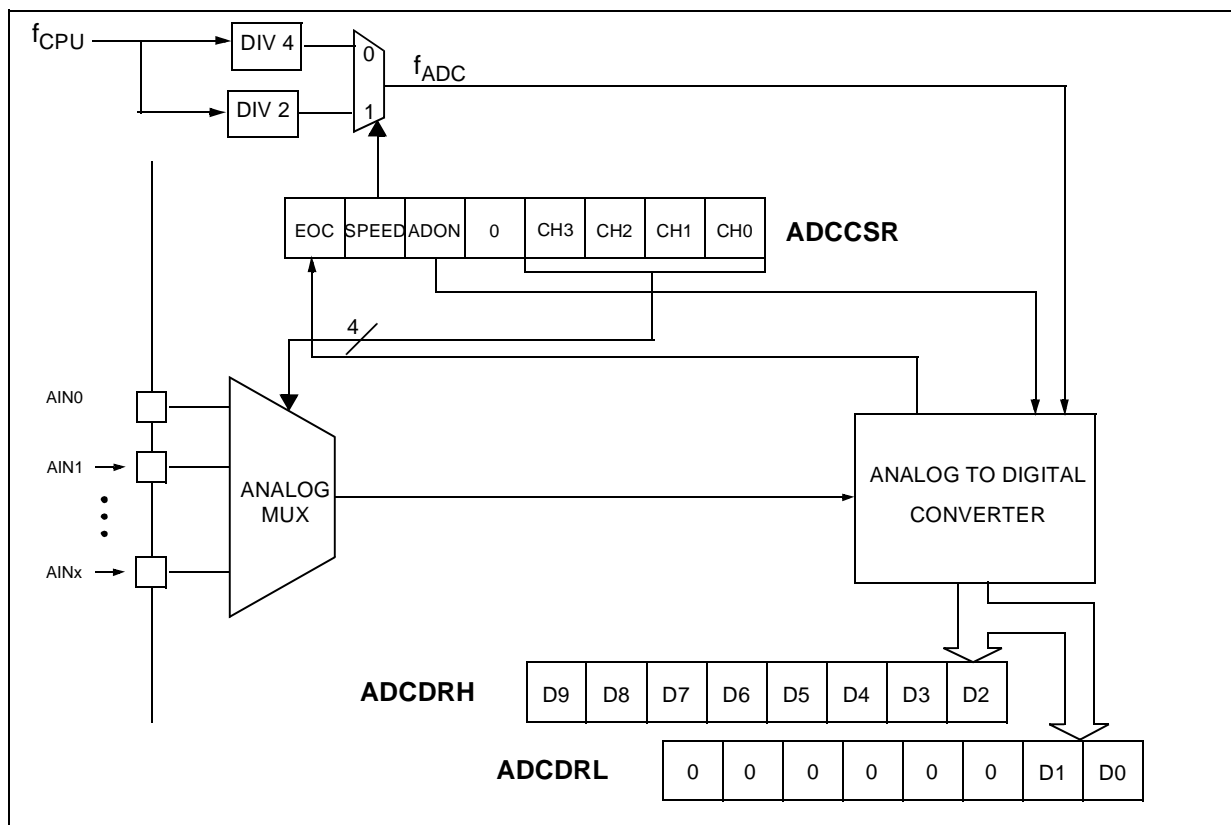 fCPU
DIV 4
0
fADC
DIV 2
1
EOC SPEED ADON 0 CH3 CH2 CH1 CH0 ADCCSR
4
AIN0
AIN1
ANALOG
MUX
ANALOG TO DIGITAL
CONVERTER
AINx
ADCDRH D9 D8 D7 D6 D5 D4 D3 D2
ADCDRL 0 0 0 0 0 0 D1 D0